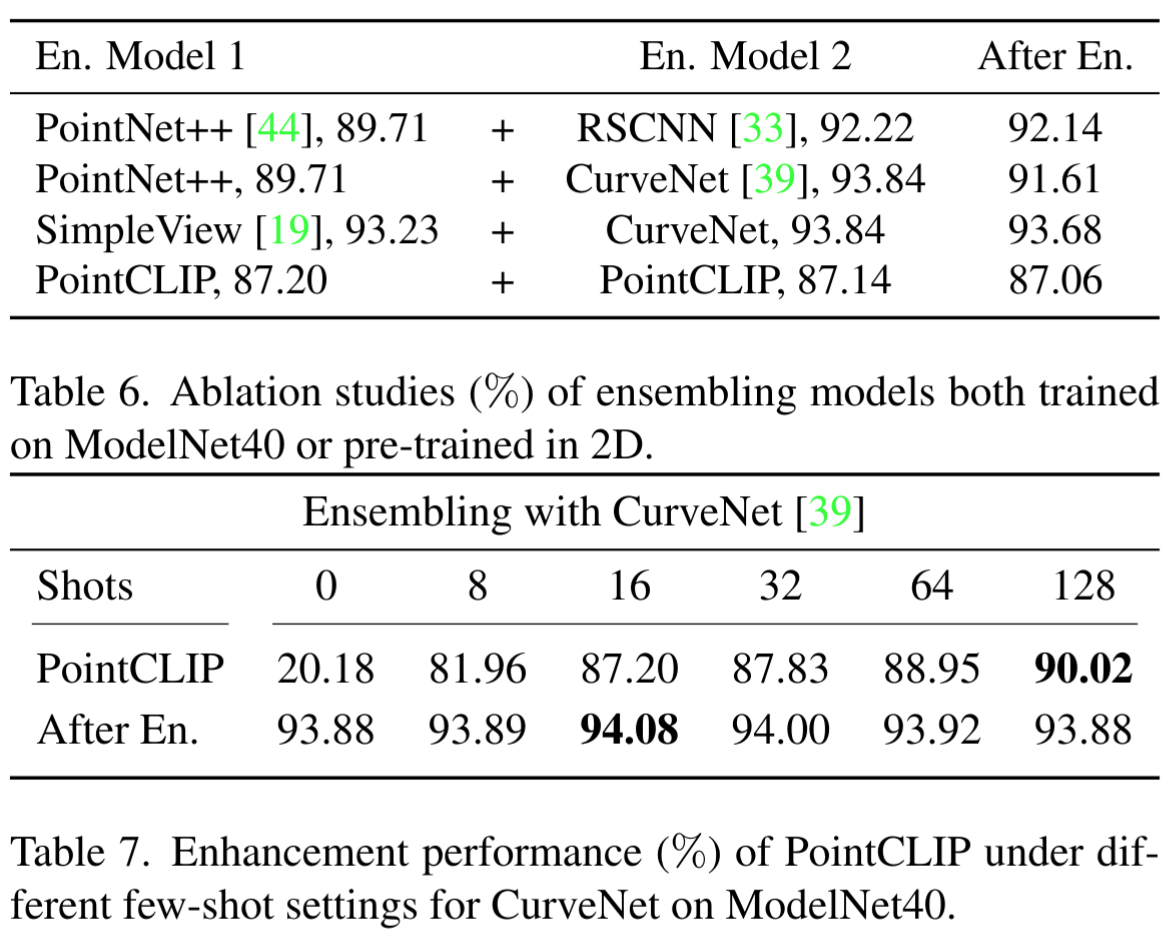 En. Model 1 En. Model 2 After En.
PointNet++ [44], 89.71 + RSCNN [33], 92.22 92.14
PointNet++, 89.71 + CurveNet [39], 93.84 91.61
SimpleView [19], 93.23 + CurveNet, 93.84 93.68
PointCLIP, 87.20 + PointCLIP, 87.14 87.06
Table 6. Ablation studies (%) of ensembling models both trained
on ModelNet40 or pre-trained in 2D.
Ensembling with CurveNet [39]
Shots 0 8 16 32 64 128
PointCLIP 20.18 81.96 87.20 87.83 88.95 90.02
After En. 93.88 93.89 94.08 94.00 93.92 93.88
Table 7. Enhancement performance (%) of PointCLIP under dif-
ferent few-shot settings for CurveNet on ModelNet40.